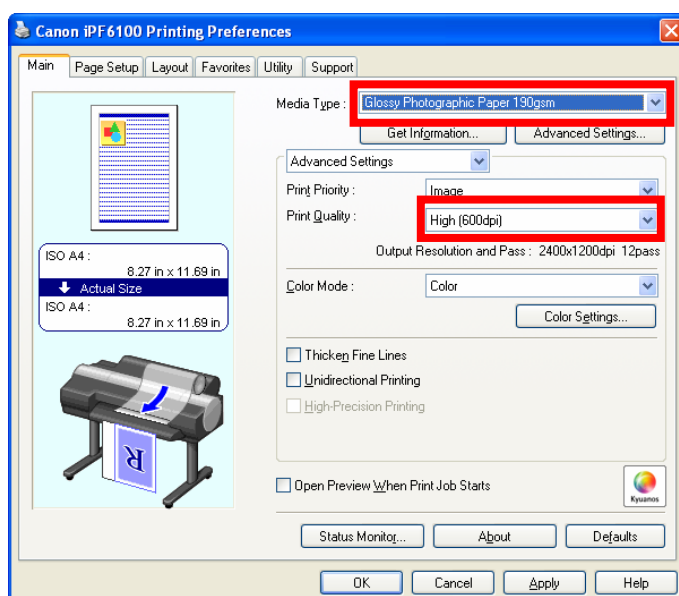 Canon iPF6100 Printing Preferences
Main Page Setup Layout Favorites Utility Support
Media Type : Glossy Photographic Paper 190gsm
Get Information... Advanced Settings...
Advanced Settings
Print Priority : Image
Print Quality : High (600dpi)
Output Resolution and Pass : 2400x1200dpi 12pass
ISO A4 :
8.27 in x 11.69 in
Actual Size
ISO A4 :
8.27 in x 11.69 in
Color Mode : Color
Color Settings...
Thicken Fine Lines
Unidirectional Printing
High-Precision Printing
R
Open Preview When Print Job Starts
Kyuanos
Status Monitor... About Defaults
OK Cancel Apply Help